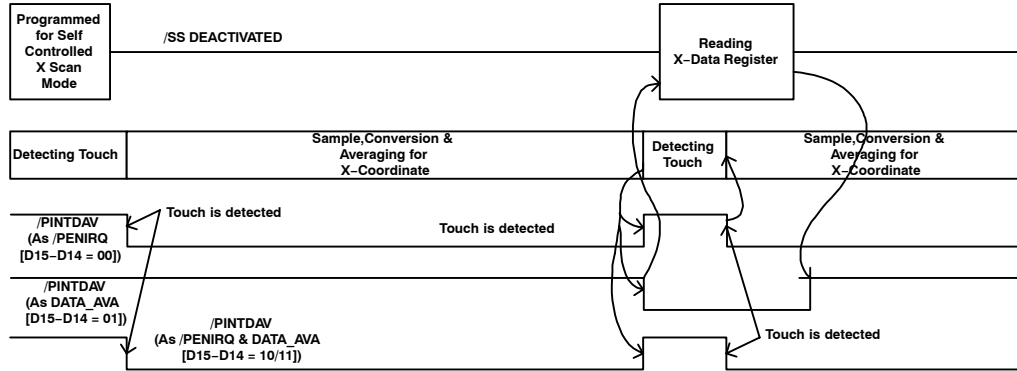 Programmed
for Self
Controlled
X Scan
Mode
/SS DEACTIVATED
Reading
X−Data Register
Detecting Touch
Sample,Conversion &
Averaging for
X−Coordinate
Detecting
Touch
Sample,Conversion &
Averaging for
X−Coordinate
/PINTDAV
(As /PENIRQ
[D15−D14 = 00])
Touch is detected
Touch is detected
/PINTDAV
(As DATA_AVA
[D15−D14 = 01])
/PINTDAV
(As /PENIRQ & DATA_AVA
[D15−D14 = 10/11])
Touch is detected